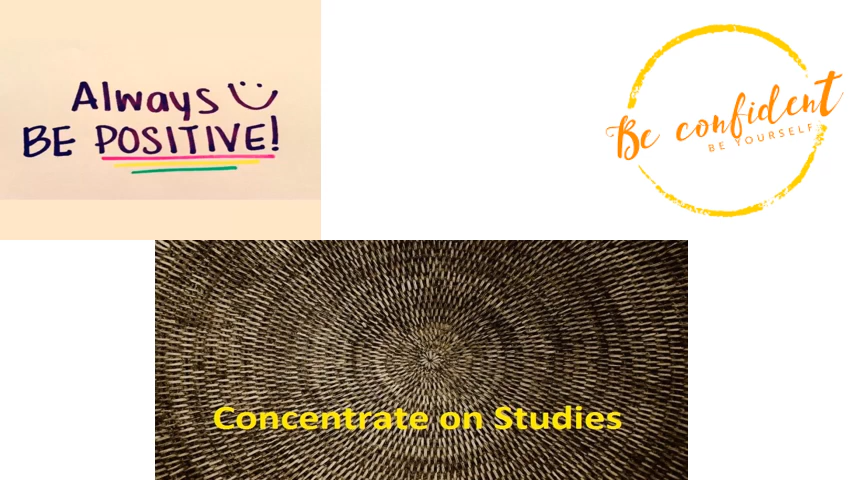 Always
BE POSITIVE!
Be confident
BE YOURSELF.
Concentrate on Studies